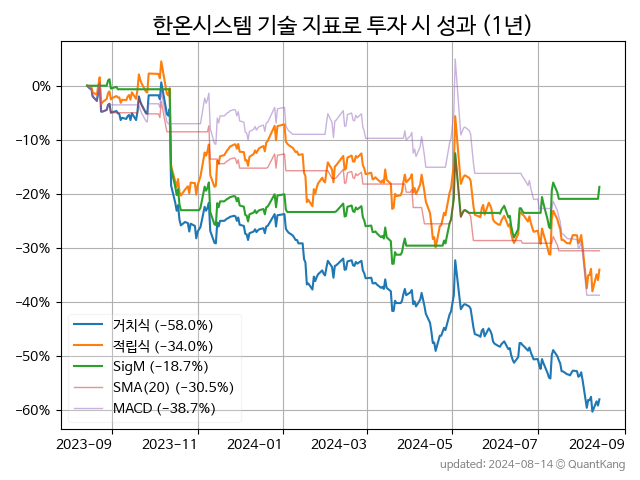 한온시스템 기술 지표로 투자 시 성과 (1년)
0%
−10%
−20%
−30%
−40%
−50%
−60%
거치식 (−58.0%)
적립식 (−34.0%)
SigM (−18.7%)
SMA(20) (−30.5%)
MACD (−38.7%)
2023-09 2023-11 2024-01 2024-03 2024-05 2024-07 2024-09
updated: 2024-08-14 © QuantKang